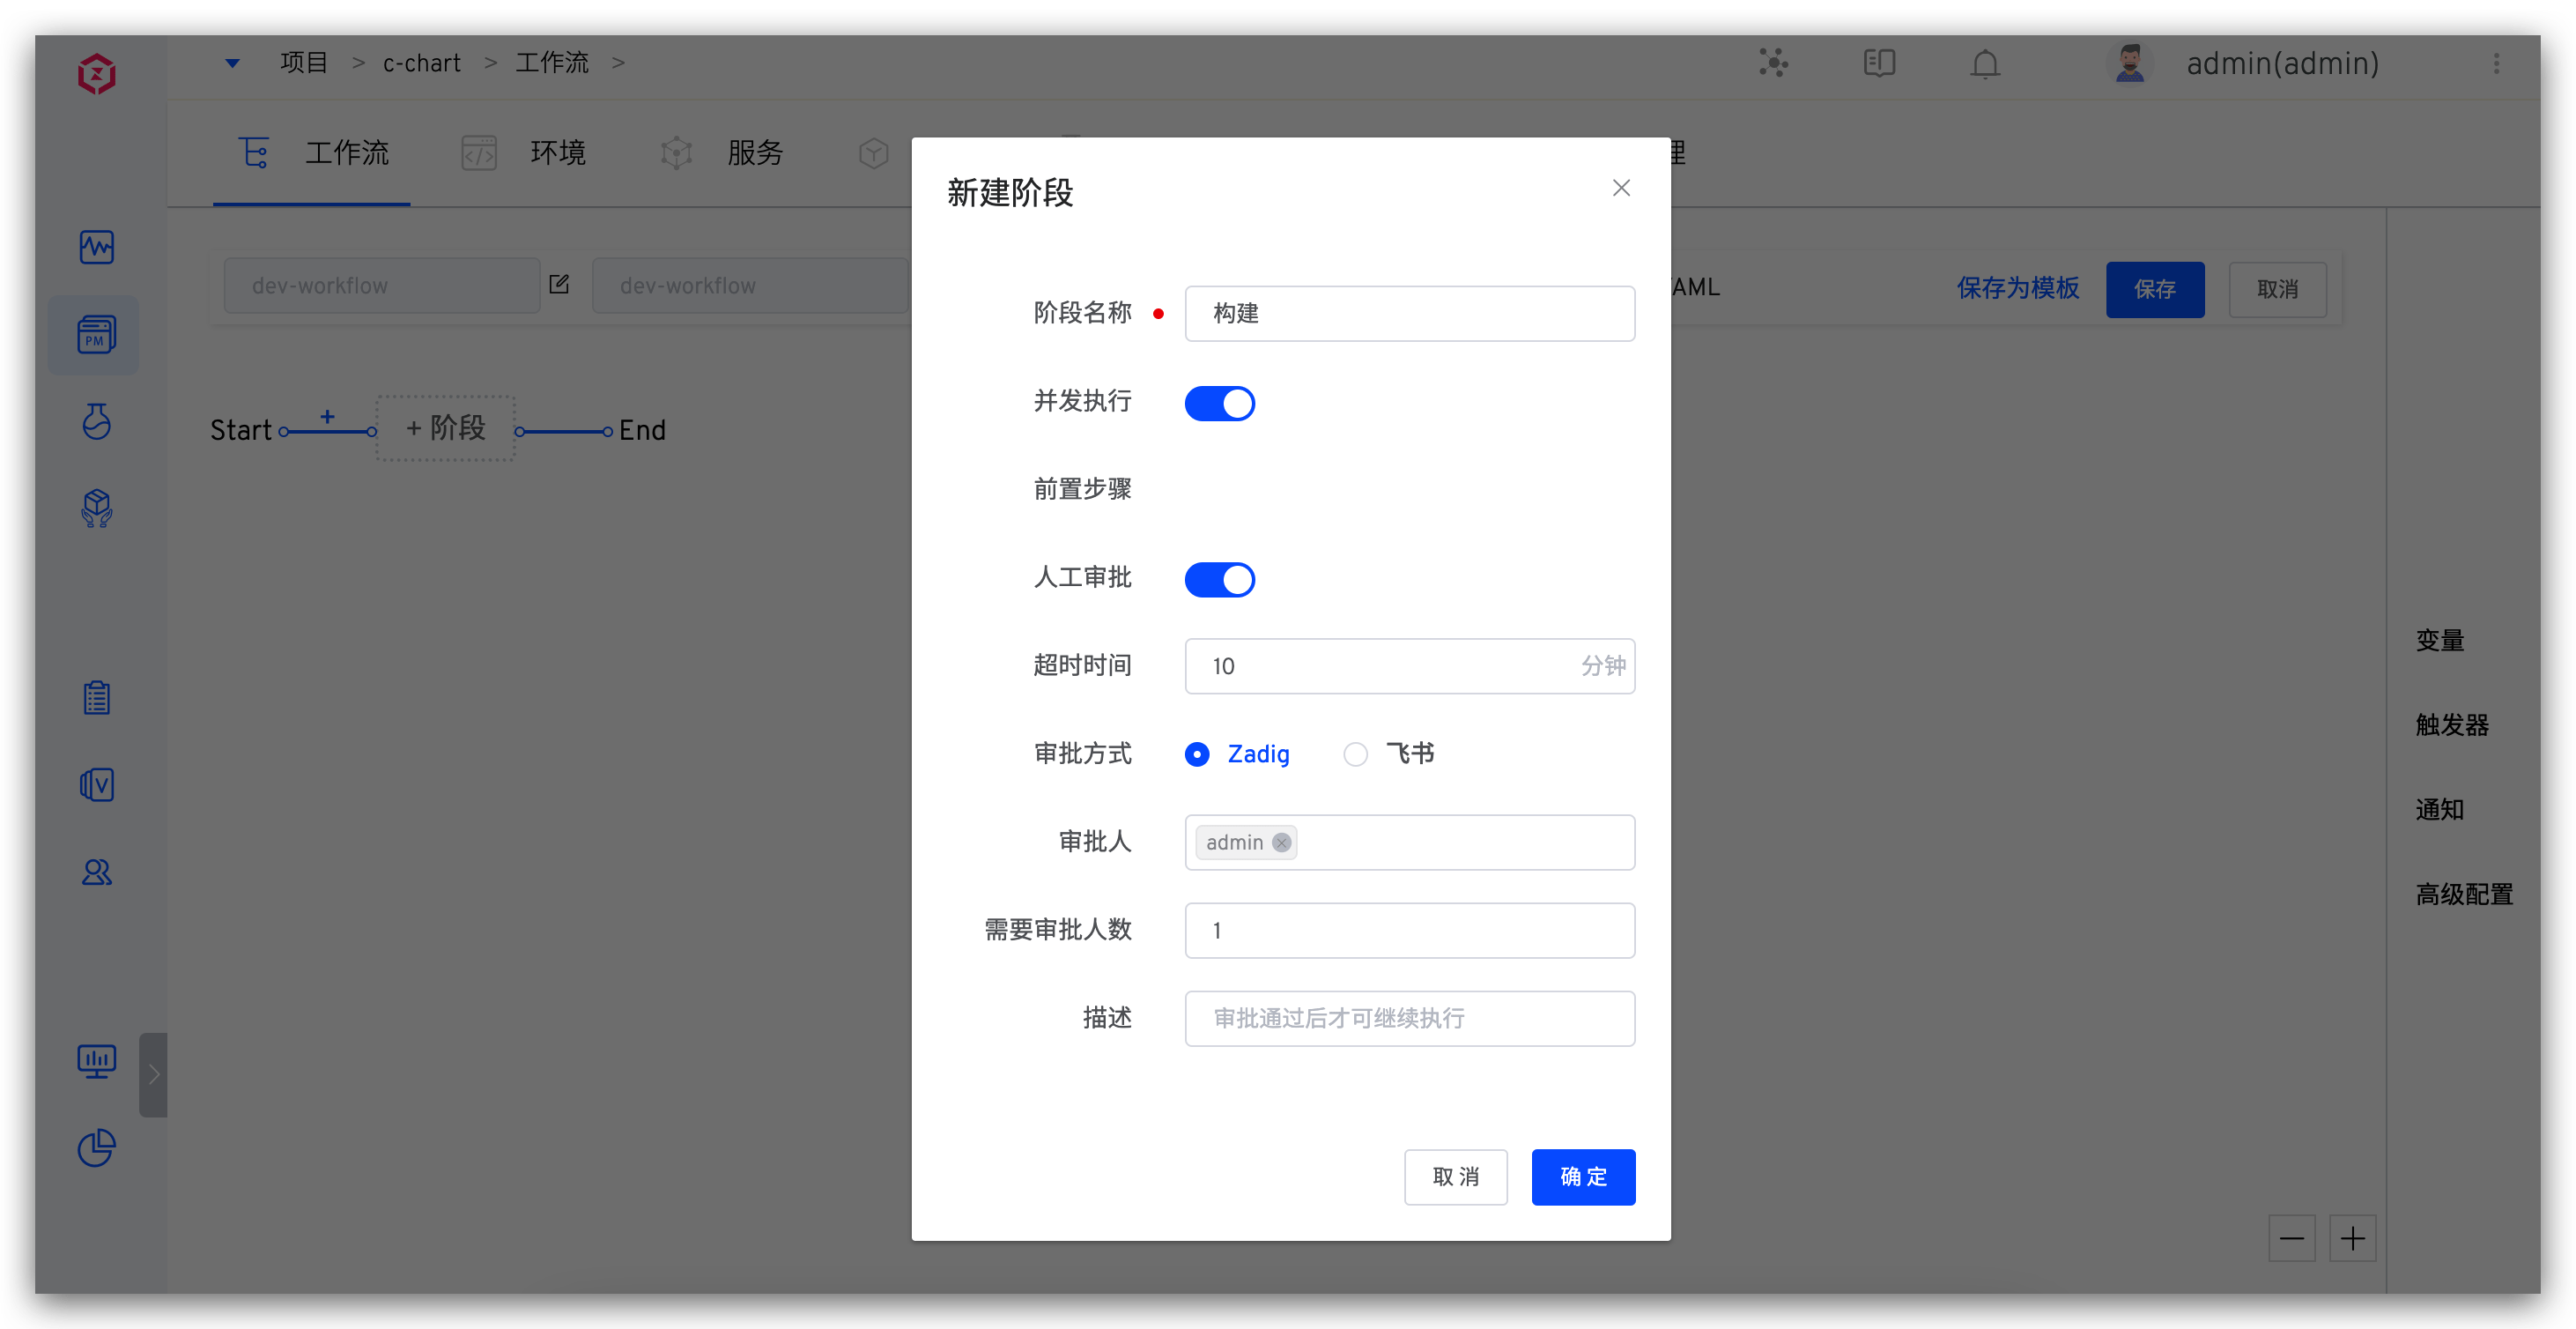 项目 > c-chart > 工作流 >
admin(admin)
工作流
环境
服务
理
dev-workflow
dev-workflow
AML
保存为模板
保存
取消
Start
+
+ 阶段
End
PM
V
变量
触发器
通知
高级配置
新建阶段
阶段名称
构建
并发执行
前置步骤
人工审批
超时时间
10
分钟
审批方式
Zadig
飞书
审批人
admin
需要审批人数
1
描述
审批通过后才可继续执行
取消
确定